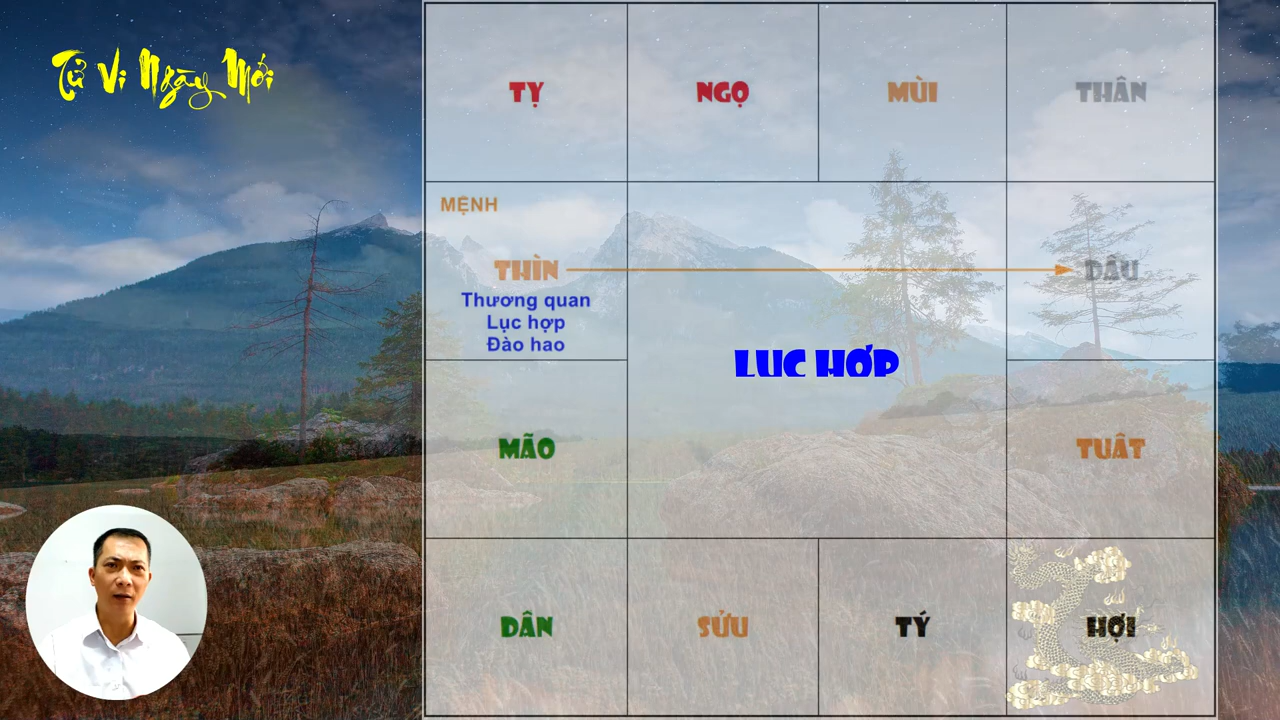 Tử Vi Ngày Mới
TỴ
NGỌ
MÙI
THÂN
MỆNH
THÌN
Thương quan
Lục hợp
Đào hao
DẬU
LỤC HỢP
MÃO
TUẤT
DẦN
SỬU
TÝ
HỢI